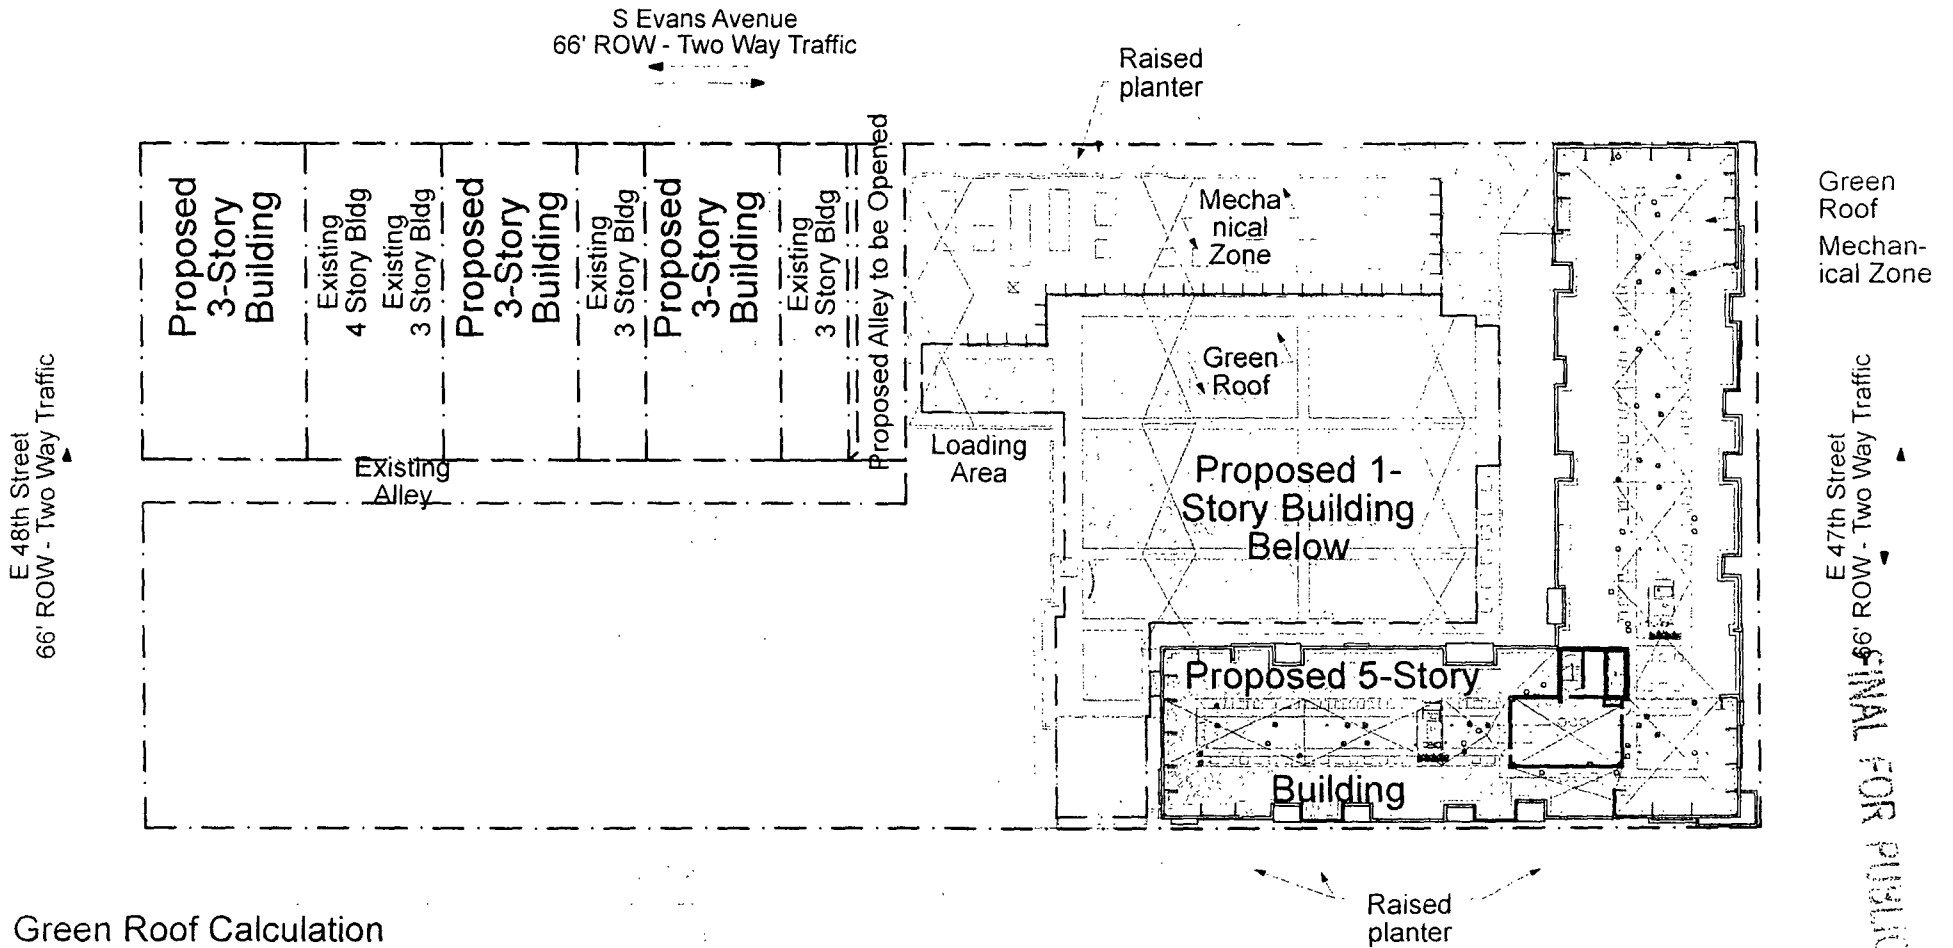 S Evans Avenue
66' ROW - Two Way Traffic
Raised
planter
Proposed
3-Story
Building
Existing
4 Story Bldg
Existing
3 Story Bldg
Proposed
3-Story
Building
Existing
3 Story Bldg
Proposed
3-Story
Building
Existing
3 Story Bldg
Proposed Alley to be Opened
Mecha
nical
Zone
Green
Roof
Mechan-
ical Zone
Green
Roof
E 48th Street
66' ROW - Two Way Traffic
Existing
Alley
Loading
Area
Proposed 1-
Story Building
Below
E 47th Street
66' ROW - Two Way Traffic
Proposed 5-Story
Building
FINAL FOR PUBLIC
Raised
planter
Green Roof Calculation